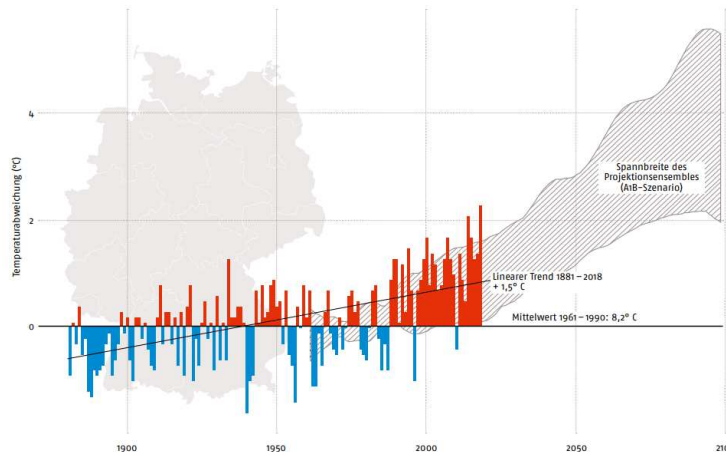 Temperaturabweichung (°C)
4
2
0
Spannbreite des
Projektionsensembles
(A1B-Szenario)
Linearer Trend 1881 – 2018
+ 1,5° C
Mittelwert 1961 – 1990: 8,2° C
1900
1950
2000
2050